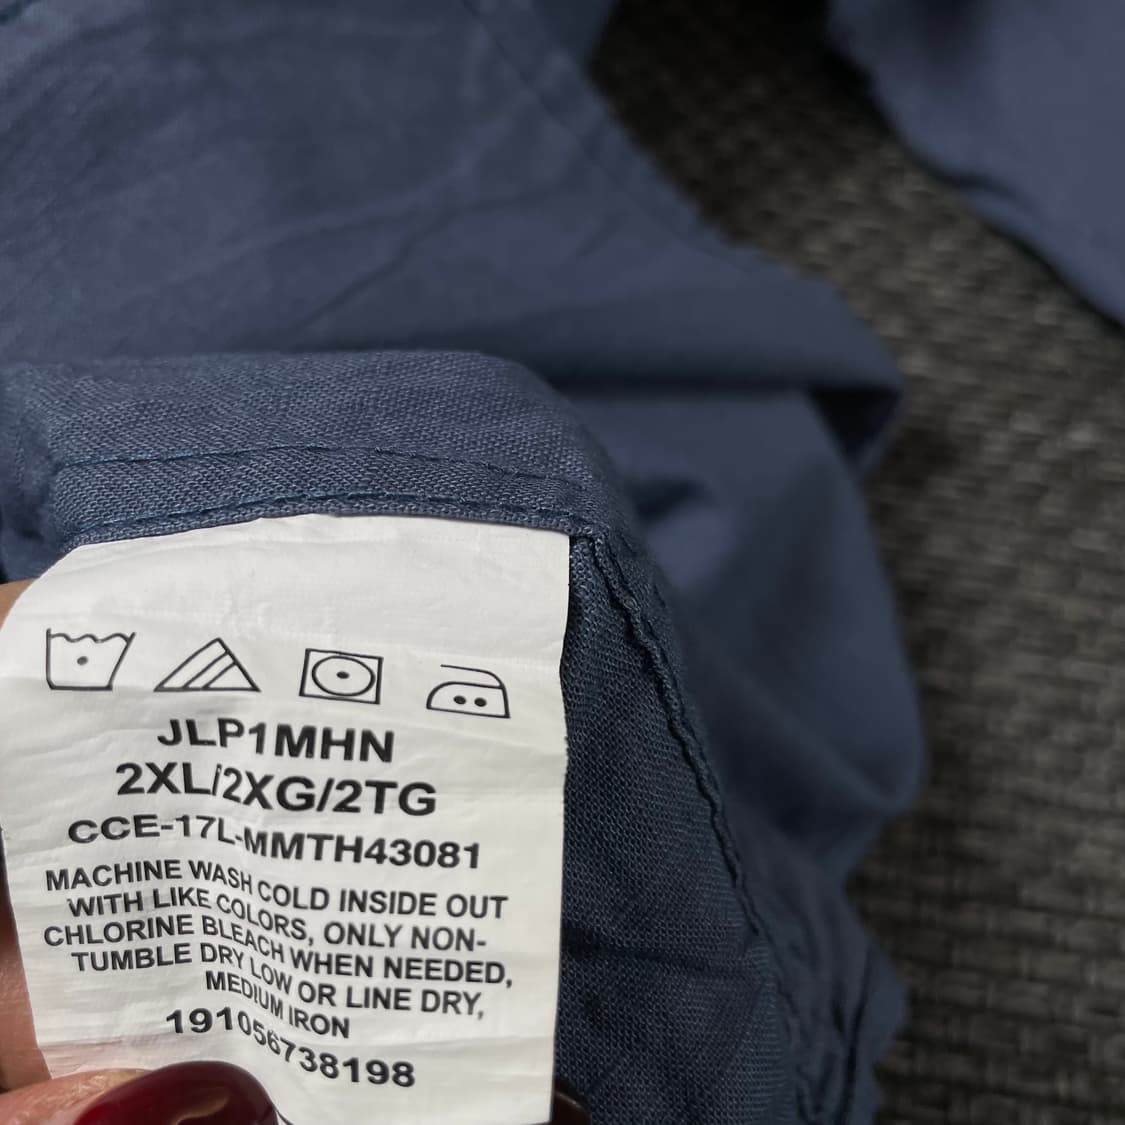 JLP1MHN
2XL/2XG/2TG
CCE-17L-MMTH43081
MACHINE WASH COLD INSIDE OUT
WITH LIKE COLORS, ONLY NON-
CHLORINE BLEACH WHEN NEEDED,
TUMBLE DRY LOW OR LINE DRY,
MEDIUM IRON
191056738198